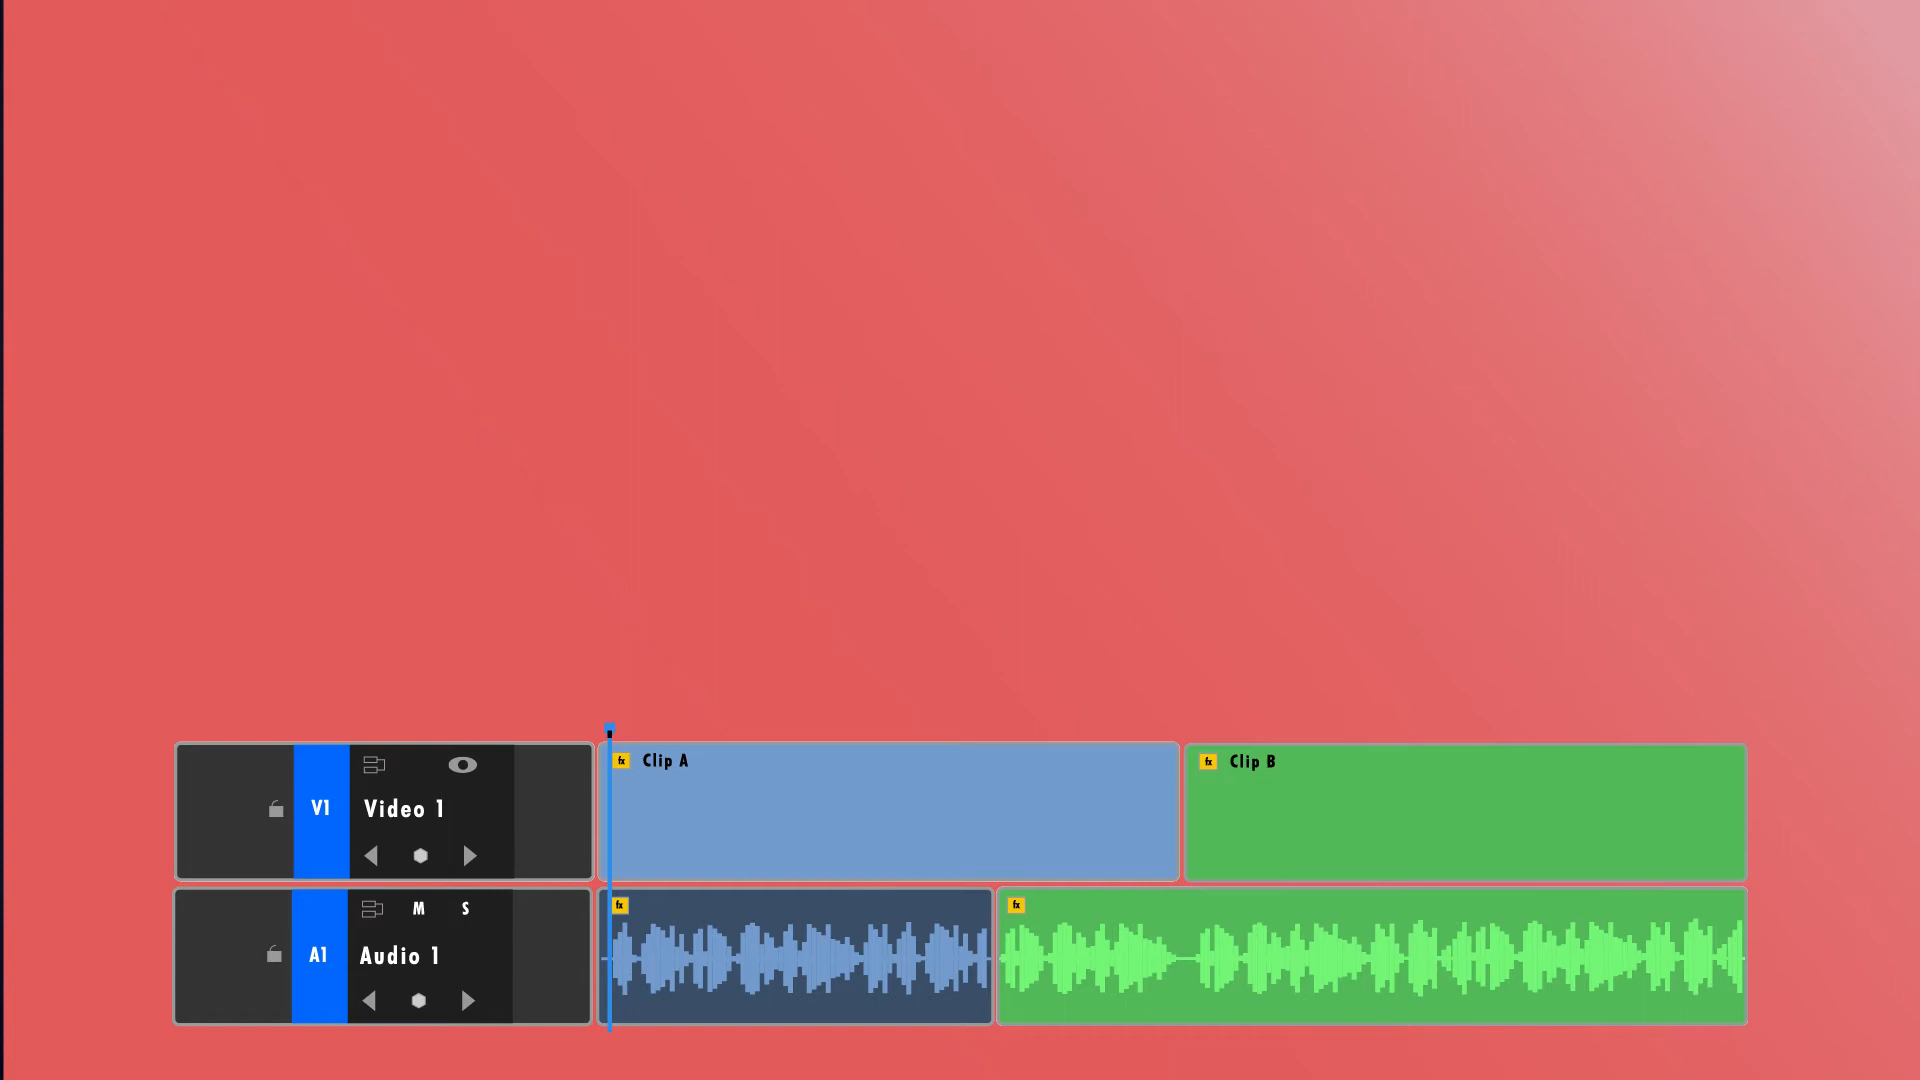 fx Clip A
fx Clip B
V1 Video 1
fx
fx
M S
A1 Audio 1